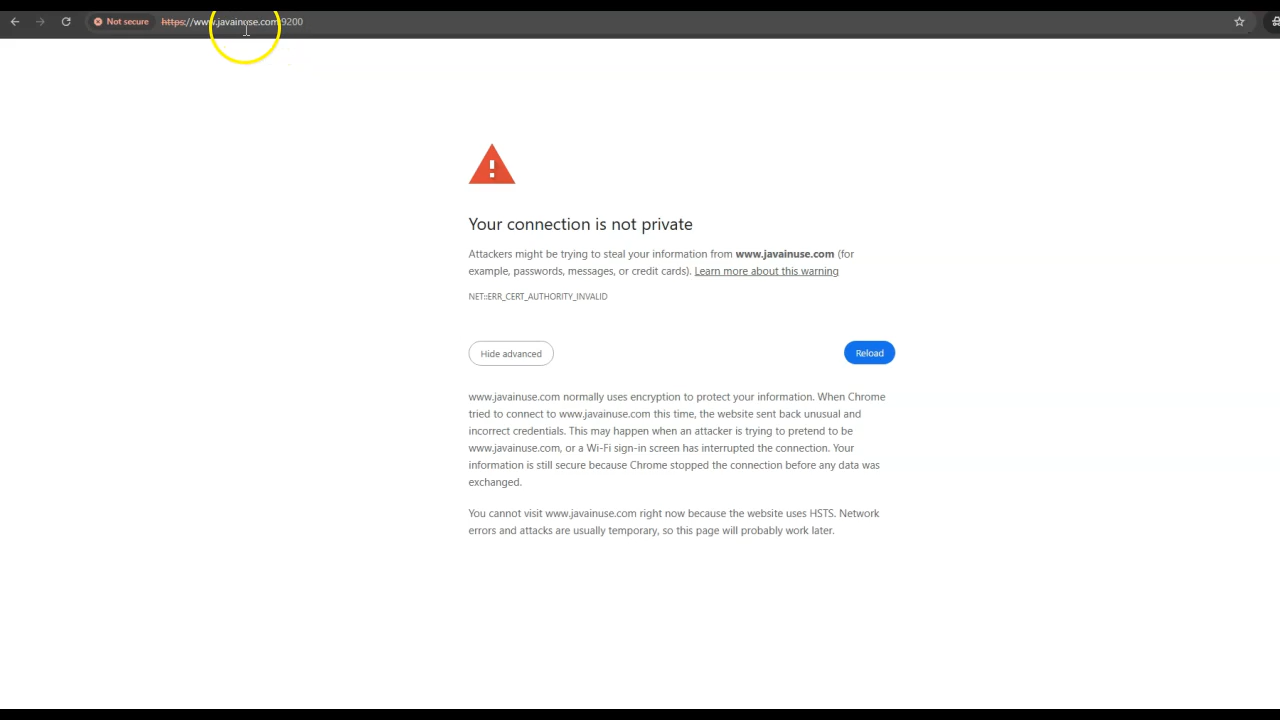 Not secure https://www.javainuse.com:9200
Your connection is not private
Attackers might be trying to steal your information from www.javainuse.com (for
example, passwords, messages, or credit cards). Learn more about this warning
NET::ERR_CERT_AUTHORITY_INVALID
Hide advanced
Reload
www.javainuse.com normally uses encryption to protect your information. When Chrome
tried to connect to www.javainuse.com this time, the website sent back unusual and
incorrect credentials. This may happen when an attacker is trying to pretend to be
www.javainuse.com, or a Wi-Fi sign-in screen has interrupted the connection. Your
information is still secure because Chrome stopped the connection before any data was
exchanged.
You cannot visit www.javainuse.com right now because the website uses HSTS. Network
errors and attacks are usually temporary, so this page will probably work later.